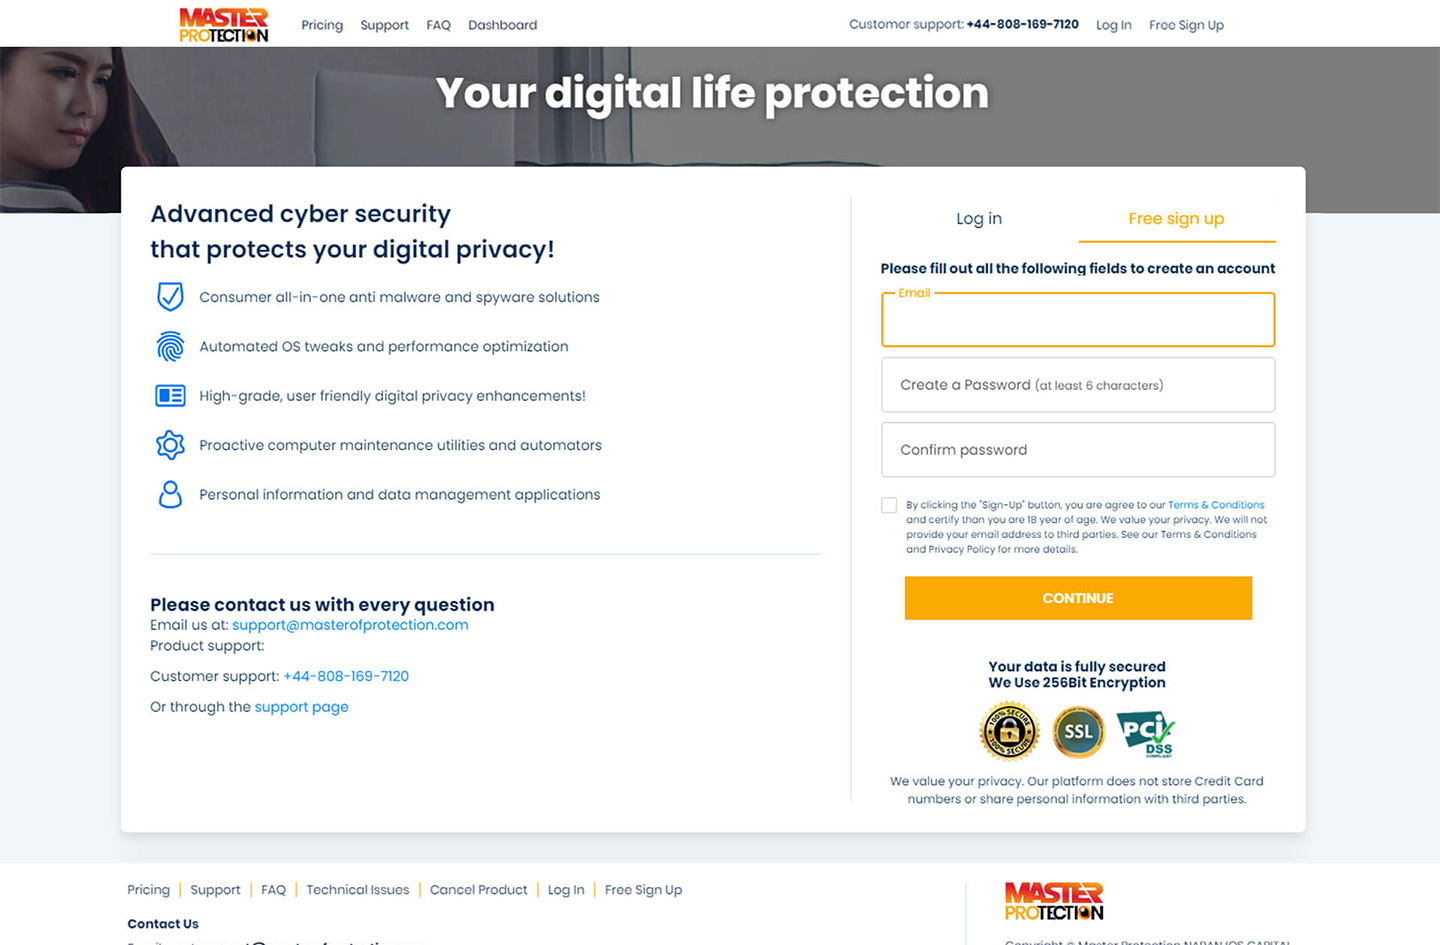 MASTER
PROTECTION
Pricing Support FAQ Dashboard
Customer support: +44-808-169-7120 Log In Free Sign Up
Your digital life protection
Advanced cyber security
that protects your digital privacy!
Consumer all-in-one anti malware and spyware solutions
Automated OS tweaks and performance optimization
High-grade, user friendly digital privacy enhancements!
Proactive computer maintenance utilities and automators
Personal information and data management applications
Please contact us with every question
Email us at: support@masterofprotection.com
Product support:
Customer support: +44-808-169-7120
Or through the support page
Log in Free sign up
Please fill out all the following fields to create an account
Email
Create a Password (at least 6 characters)
Confirm password
By clicking the "Sign-Up" button, you are agree to our Terms & Conditions
and certify than you are 18 year of age. We value your privacy. We will not
provide your email address to third parties. See our Terms & Conditions
and Privacy Policy for more details.
CONTINUE
Your data is fully secured
We Use 256Bit Encryption
100% SECURE
100% SECURE
SSL
PCi
DSS
COMPLIANT
We value your privacy. Our platform does not store Credit Card
numbers or share personal information with third parties.
Pricing | Support | FAQ | Technical Issues | Cancel Product | Log In | Free Sign Up
Contact Us
MASTER
PROTECTION
Copyright © Master Protection NARANJOS CAPITAL